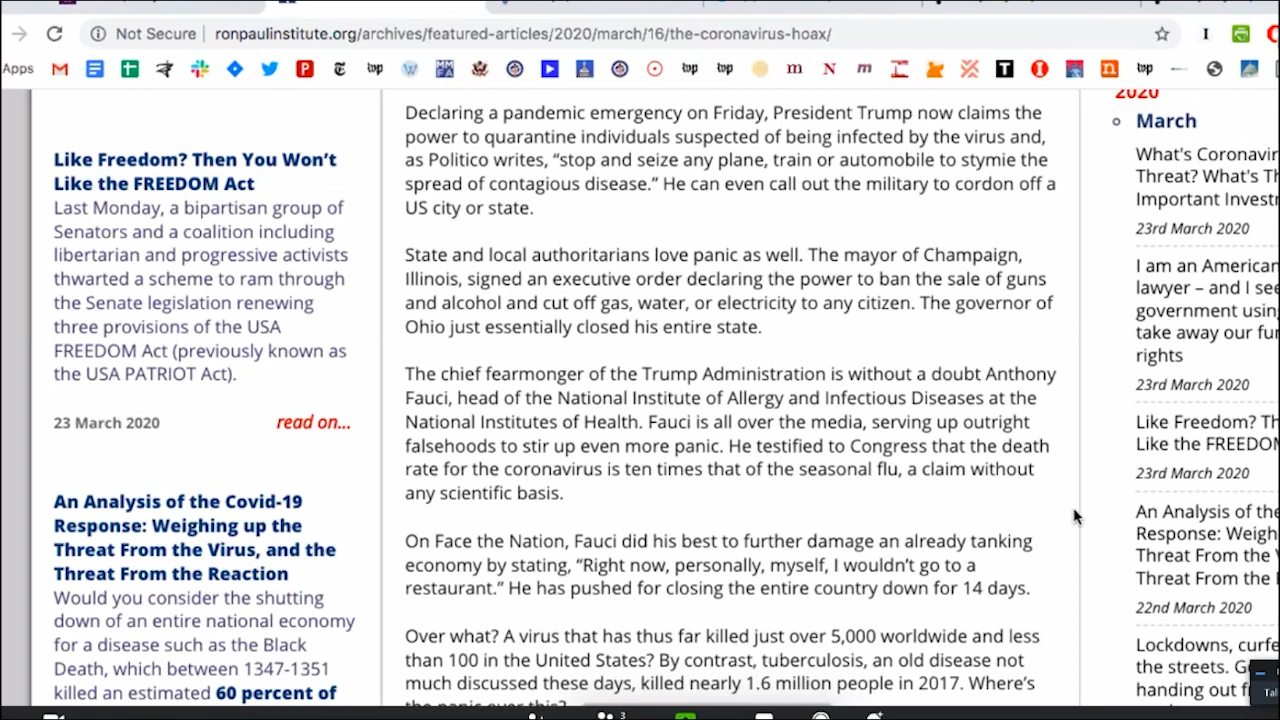 Not Secure ronpaulinstitute.org/archives/featured-articles/2020/march/16/the-coronavirus-hoax/
Apps
Like Freedom? Then You Won't
Like the FREEDOM Act
Last Monday, a bipartisan group of
Senators and a coalition including
libertarian and progressive activists
thwarted a scheme to ram through
the Senate legislation renewing
three provisions of the USA
FREEDOM Act (previously known as
the USA PATRIOT Act).
23 March 2020 read on...
An Analysis of the Covid-19
Response: Weighing up the
Threat From the Virus, and the
Threat From the Reaction
Would you consider the shutting
down of an entire national economy
for a disease such as the Black
Death, which between 1347-1351
killed an estimated 60 percent of
Declaring a pandemic emergency on Friday, President Trump now claims the
power to quarantine individuals suspected of being infected by the virus and,
as Politico writes, “stop and seize any plane, train or automobile to stymie the
spread of contagious disease.” He can even call out the military to cordon off a
US city or state.
State and local authoritarians love panic as well. The mayor of Champaign,
Illinois, signed an executive order declaring the power to ban the sale of guns
and alcohol and cut off gas, water, or electricity to any citizen. The governor of
Ohio just essentially closed his entire state.
The chief fearmonger of the Trump Administration is without a doubt Anthony
Fauci, head of the National Institute of Allergy and Infectious Diseases at the
National Institutes of Health. Fauci is all over the media, serving up outright
falsehoods to stir up even more panic. He testified to Congress that the death
rate for the coronavirus is ten times that of the seasonal flu, a claim without
any scientific basis.
On Face the Nation, Fauci did his best to further damage an already tanking
economy by stating, “Right now, personally, myself, I wouldn’t go to a
restaurant.” He has pushed for closing the entire country down for 14 days.
Over what? A virus that has thus far killed just over 5,000 worldwide and less
than 100 in the United States? By contrast, tuberculosis, an old disease not
much discussed these days, killed nearly 1.6 million people in 2017. Where’s
the panic over this?
2020
March
What's Coronavir
Threat? What's Th
Important Investr
23rd March 2020
I am an American
lawyer – and I see
government using
take away our fu
rights
23rd March 2020
Like Freedom? Th
Like the FREEDOM
23rd March 2020
An Analysis of the
Response: Weigh
Threat From the
Threat From the
22nd March 2020
Lockdowns, curfe
the streets. G
handing out f